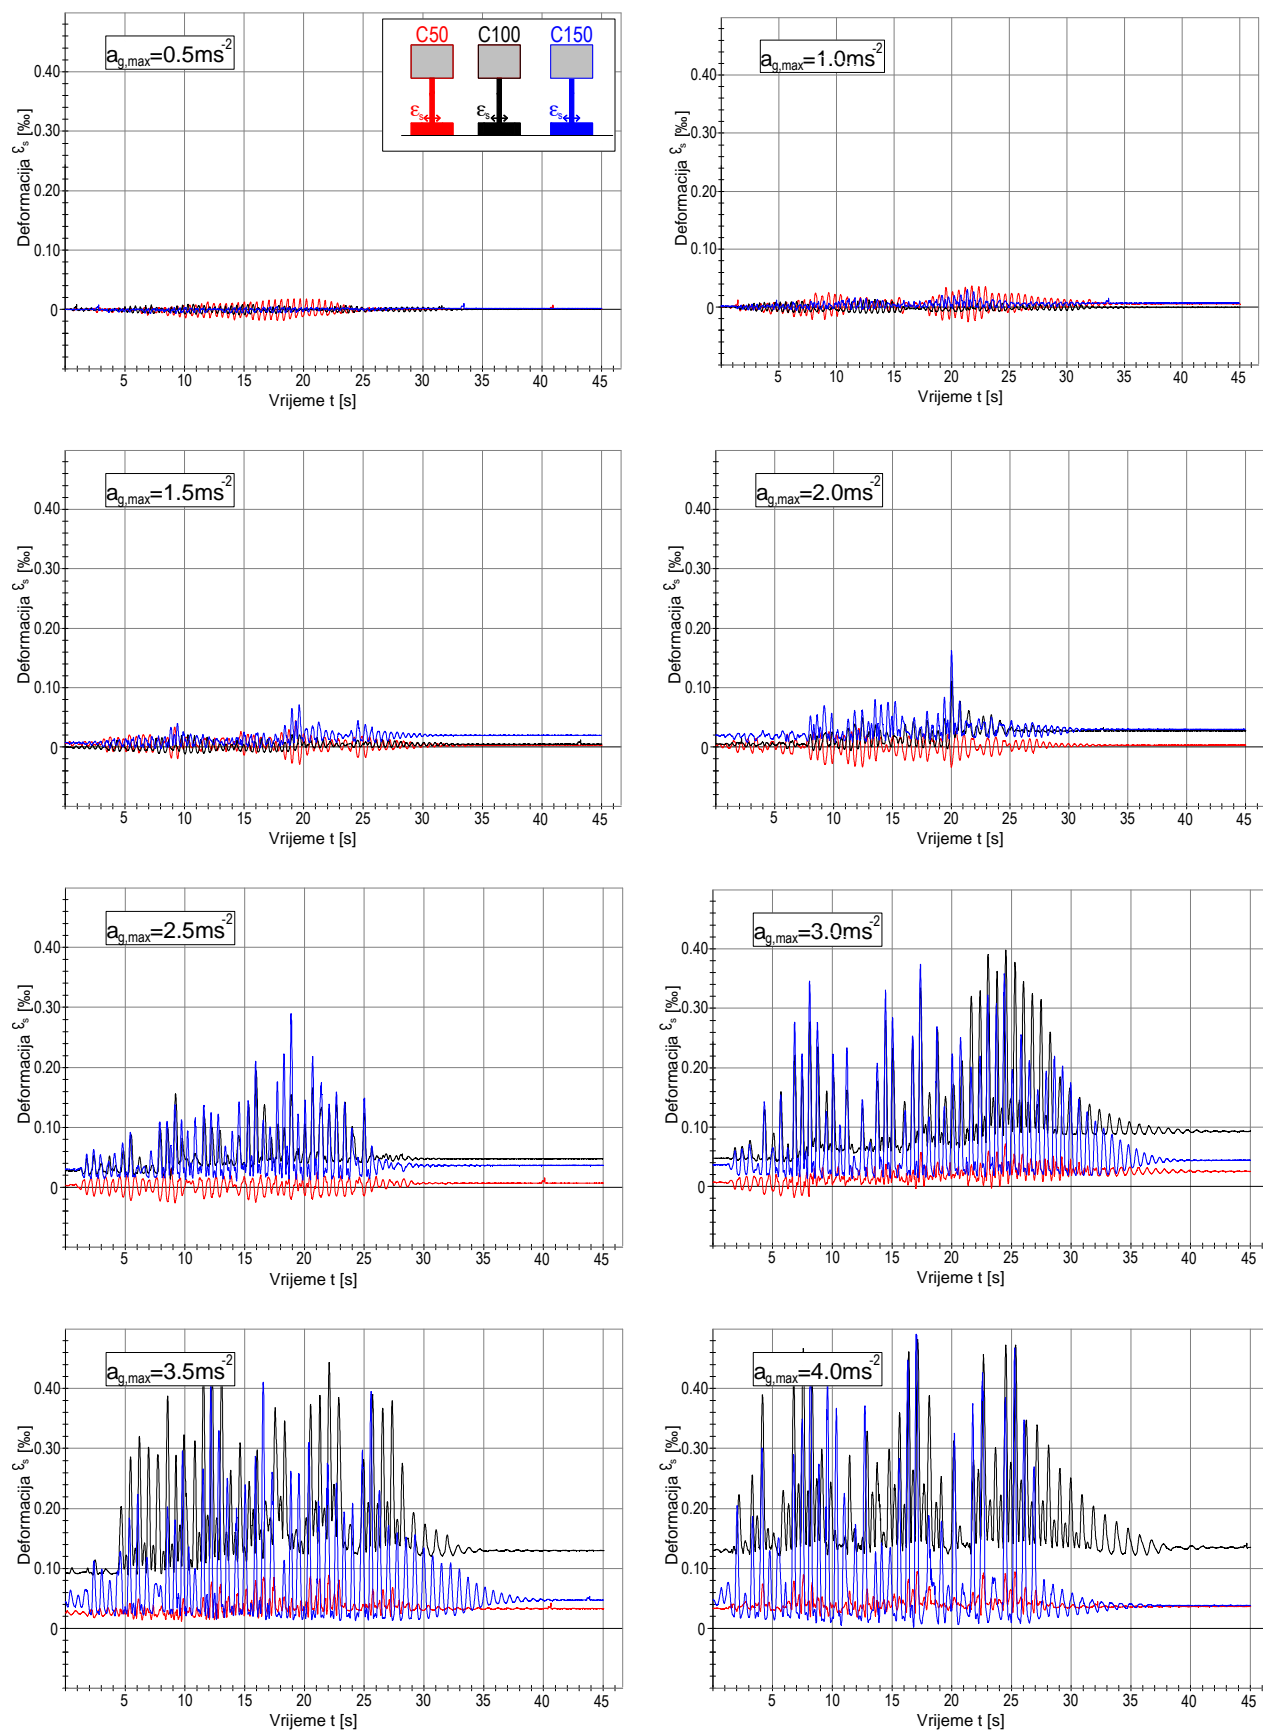 a_g,max=0.5ms^-2
C50 C100 C150
ε_s ε_s ε_s
Deformacija ε_s [‰]
0.40
0.30
0.20
0.10
0
5 10 15 20 25 30 35 40 45
Vrijeme t [s]
a_g,max=1.0ms^-2
Deformacija ε_s [‰]
0.40
0.30
0.20
0.10
0
5 10 15 20 25 30 35 40 45
Vrijeme t [s]
a_g,max=1.5ms^-2
Deformacija ε_s [‰]
0.40
0.30
0.20
0.10
0
5 10 15 20 25 30 35 40 45
Vrijeme t [s]
a_g,max=2.0ms^-2
Deformacija ε_s [‰]
0.40
0.30
0.20
0.10
0
5 10 15 20 25 30 35 40 45
Vrijeme t [s]
a_g,max=2.5ms^-2
Deformacija ε_s [‰]
0.40
0.30
0.20
0.10
0
5 10 15 20 25 30 35 40 45
Vrijeme t [s]
a_g,max=3.0ms^-2
Deformacija ε_s [‰]
0.40
0.30
0.20
0.10
0
5 10 15 20 25 30 35 40 45
Vrijeme t [s]
a_g,max=3.5ms^-2
Deformacija ε_s [‰]
0.40
0.30
0.20
0.10
0
5 10 15 20 25 30 35 40 45
Vrijeme t [s]
a_g,max=4.0ms^-2
Deformacija ε_s [‰]
0.40
0.30
0.20
0.10
0
5 10 15 20 25 30 35 40 45
Vrijeme t [s]